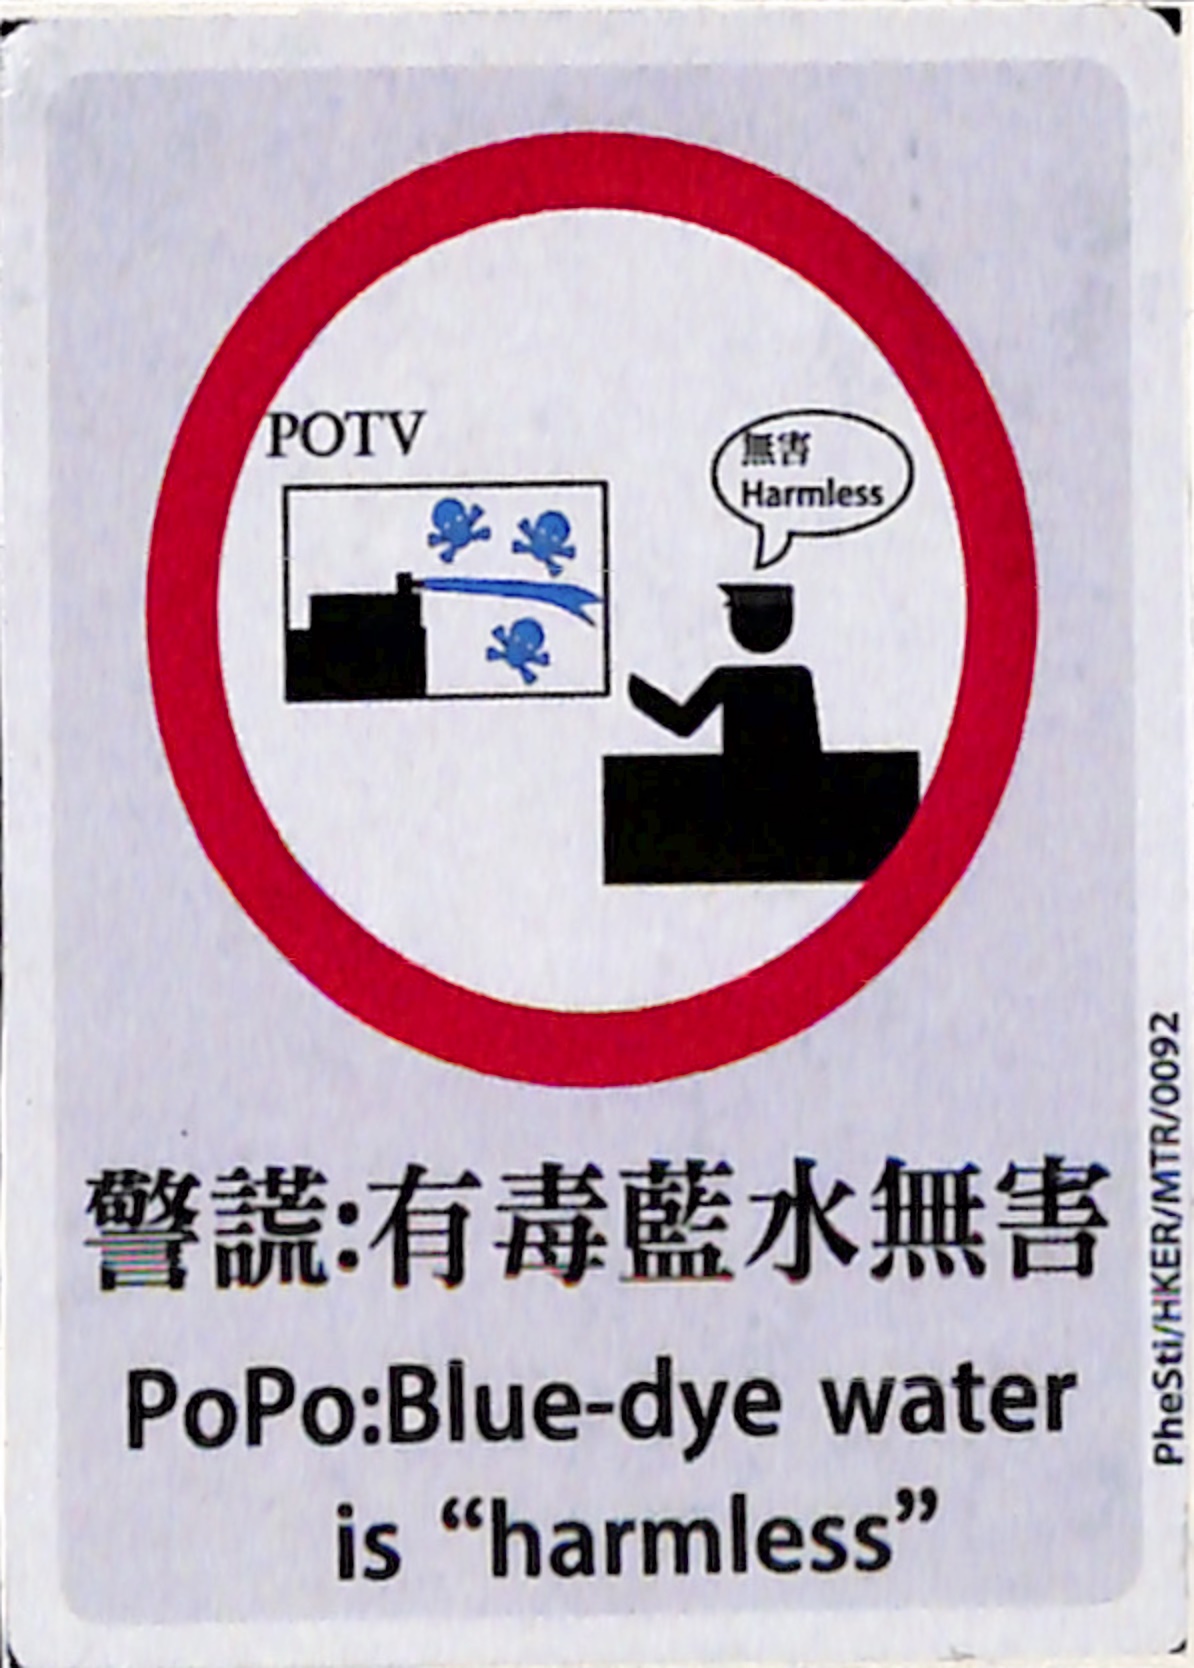 POTV
無害
Harmless
警謊:有毒藍水無害
PoPo:Blue-dye water
is “harmless”
PheSti/HKER/MTR/0092